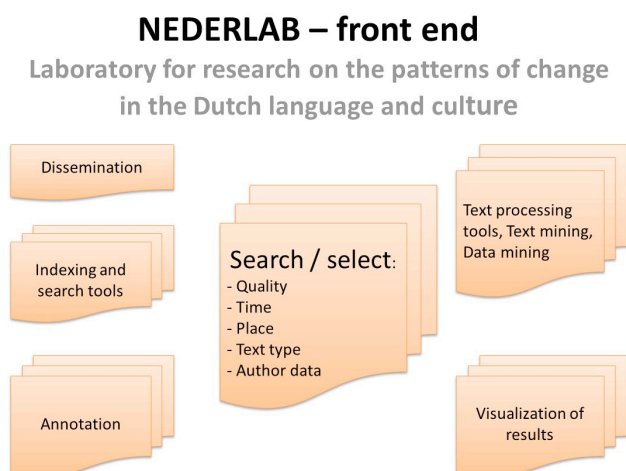 NEDERLAB – front end
Laboratory for research on the patterns of change
in the Dutch language and culture
Dissemination
Indexing and
search tools
Annotation
Search / select:
- Quality
- Time
- Place
- Text type
- Author data
Text processing
tools, Text mining,
Data mining
Visualization of
results